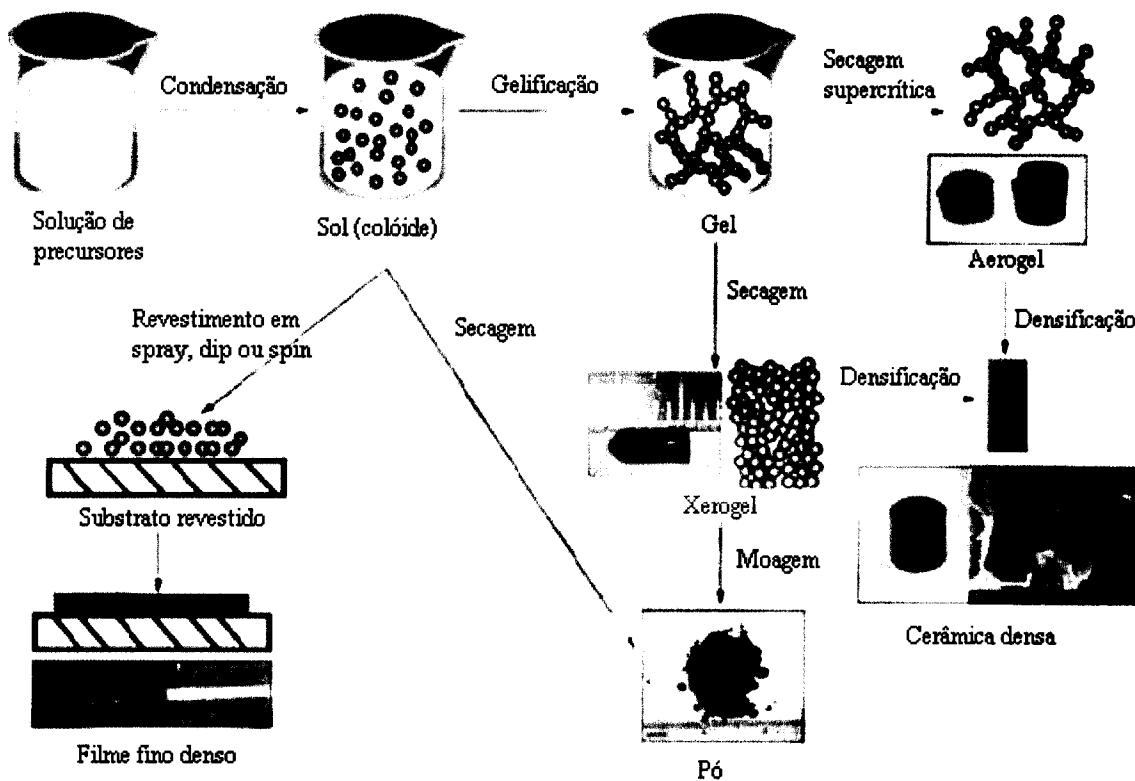 Condensação
Gelificação
Secagem
supercrítica
Solução de
precursores
Sol (colóide)
Gel
Aerogel
Revestimento em
spray, dip ou spin
Secagem
Secagem
Densificação
Densificação
Substrato revestido
Xerogel
Moagem
Cerâmica densa
Filme fino denso
Pó